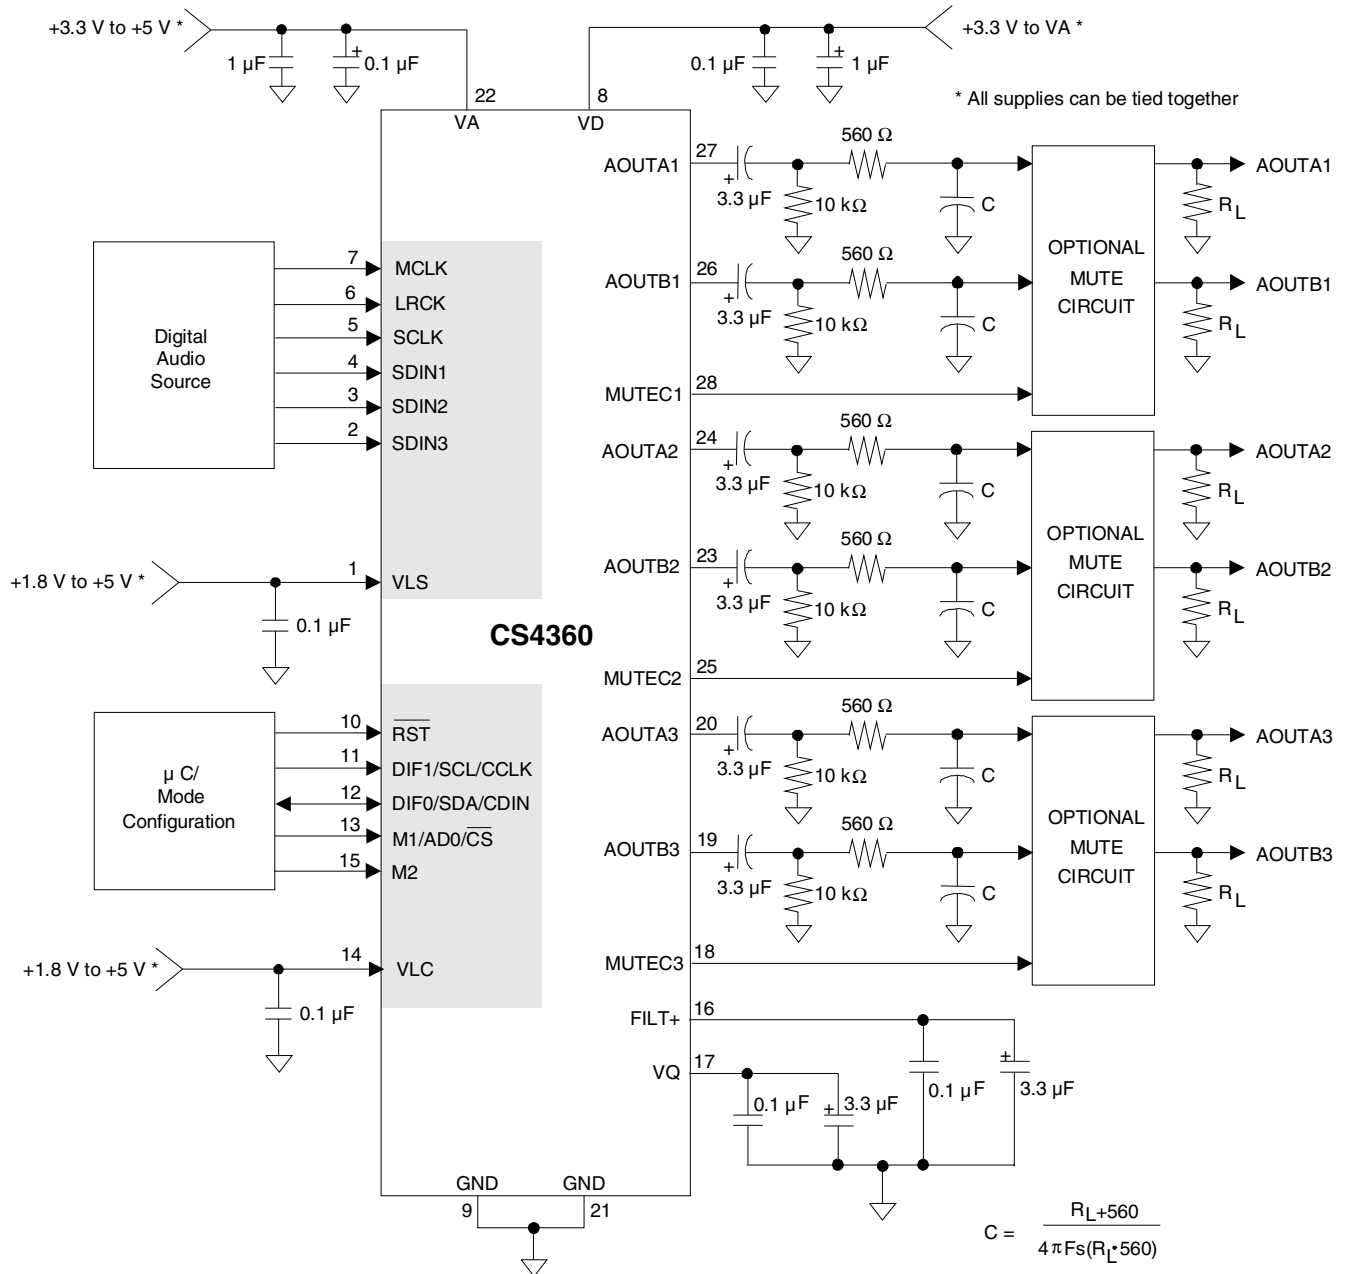 +3.3 V to +5 V *
+3.3 V to VA *
1 µF
+
0.1 µF
0.1 µF
+
1 µF
* All supplies can be tied together
22
8
VA
VD
AOUTA1
27
+
3.3 µF
560 Ω
10 kΩ
C
AOUTA1
RL
AOUTB1
26
+
3.3 µF
560 Ω
10 kΩ
C
AOUTB1
RL
OPTIONAL
MUTE
CIRCUIT
MUTEC1
28
Digital
Audio
Source
7
MCLK
6
LRCK
5
SCLK
4
SDIN1
3
SDIN2
2
SDIN3
AOUTA2
24
+
3.3 µF
560 Ω
10 kΩ
C
AOUTA2
RL
AOUTB2
23
+
3.3 µF
560 Ω
10 kΩ
C
AOUTB2
RL
OPTIONAL
MUTE
CIRCUIT
MUTEC2
25
+1.8 V to +5 V *
1
VLS
0.1 µF
CS4360
µ C/
Mode
Configuration
10
RST
11
DIF1/SCL/CCLK
12
DIF0/SDA/CDIN
13
M1/AD0/CS
15
M2
AOUTA3
20
+
3.3 µF
560 Ω
10 kΩ
C
AOUTA3
RL
AOUTB3
19
+
3.3 µF
560 Ω
10 kΩ
C
AOUTB3
RL
OPTIONAL
MUTE
CIRCUIT
MUTEC3
18
+1.8 V to +5 V *
14
VLC
0.1 µF
FILT+
16
0.1 µF
+
3.3 µF
VQ
17
0.1 µF
+
3.3 µF
GND
GND
9
21
C =
RL+560
4πFs(RL•560)